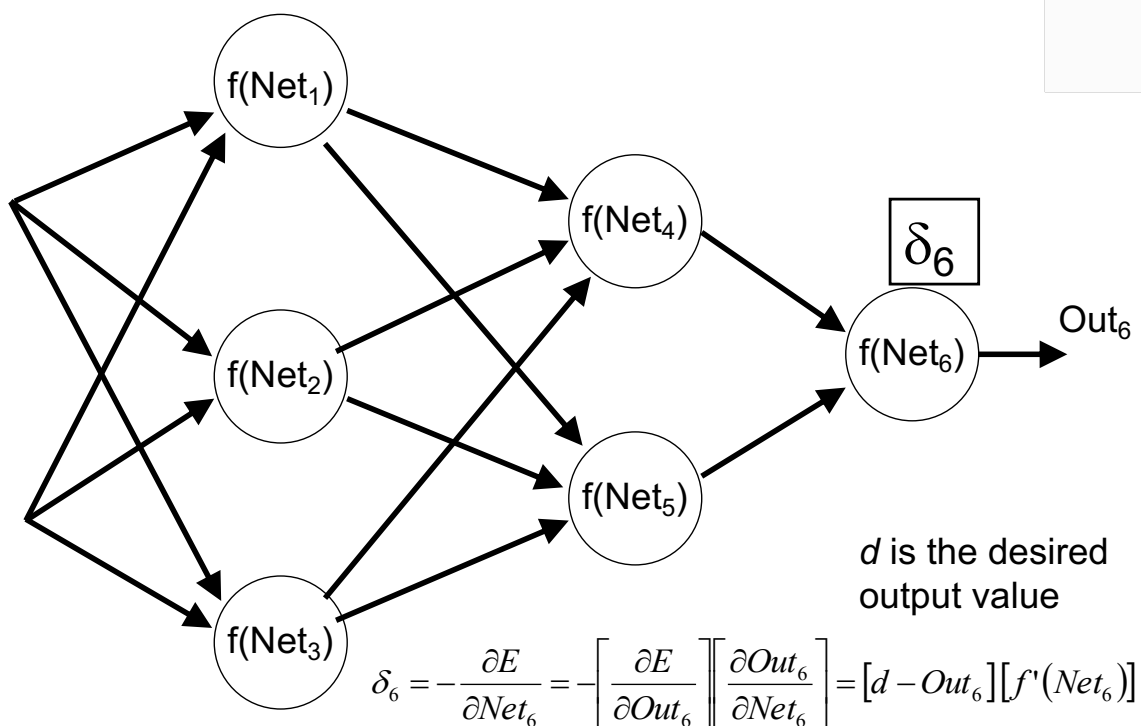 f(Net₁)
f(Net₄)
δ₆
Out₆
f(Net₂)
f(Net₆)
f(Net₅)
d is the desired
output value
f(Net₃)
δ₆ = −∂E/∂Net₆ = −[∂E/∂Out₆][∂Out₆/∂Net₆] = [d − Out₆][f'(Net₆)]